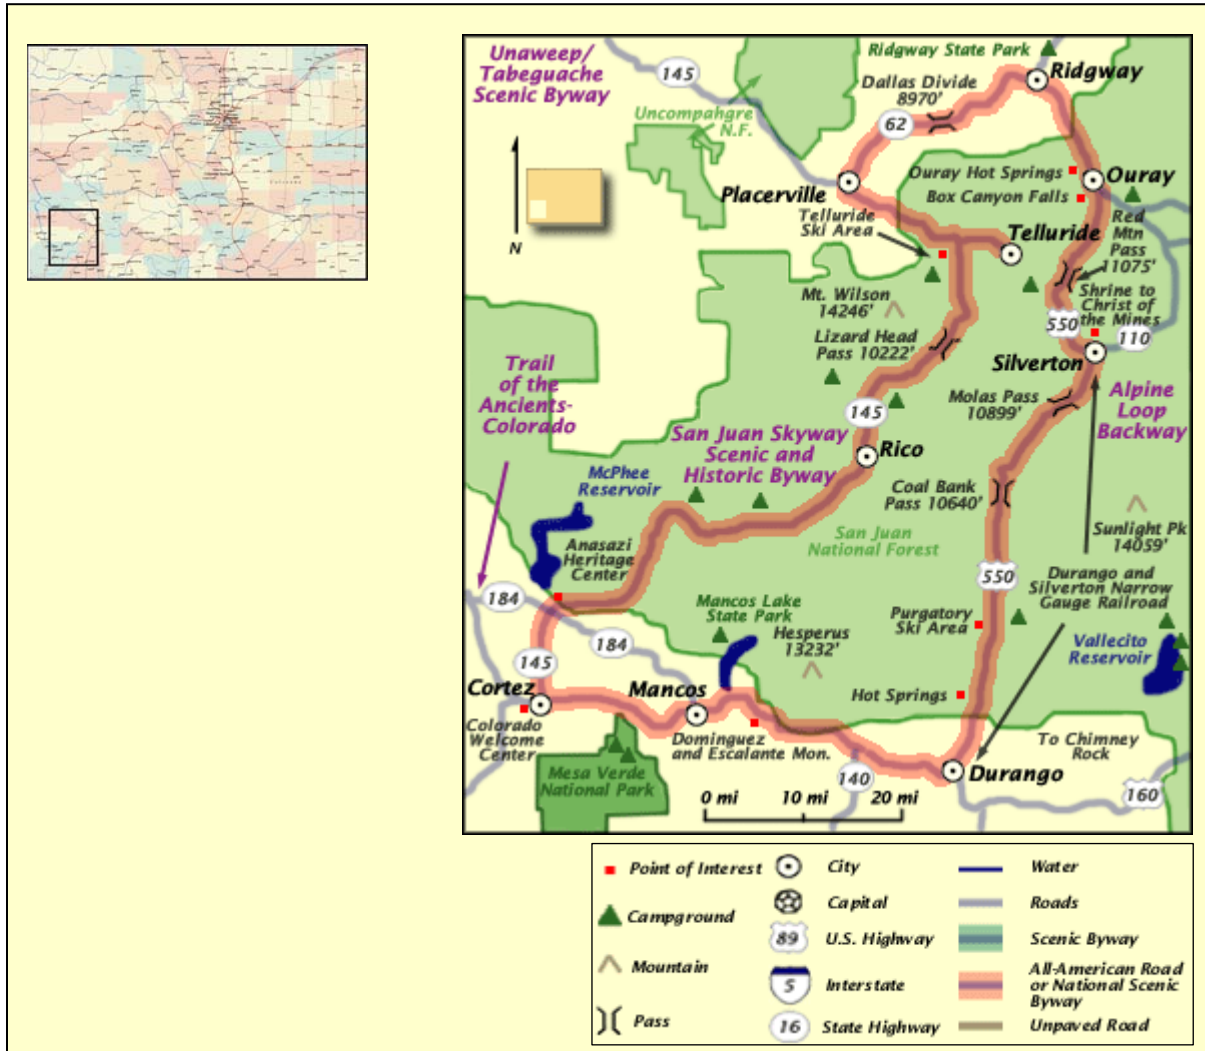 Unaweep/
Tabeguache
Scenic Byway
145
Ridgway State Park
Ridgway
Dallas Divide
8970'
Uncompahgre
N.F.
62
N
Placerville
Ouray Hot Springs
Ouray
Box Canyon Falls
Telluride
Ski Area
Telluride
Red
Mtn
Pass
11075'
Mt. Wilson
14246'
Shrine to
Christ of
the Mines
550
110
Lizard Head
Pass 10222'
Silverton
Trail
of the
Ancients-
Colorado
Molas Pass
10899'
Alpine
Loop
Backway
145
San Juan Skyway
Scenic and
Historic Byway
Rico
McPhee
Reservoir
Coal Bank
Pass 10640'
San Juan
National Forest
Sunlight Pk
14059'
Anasazi
Heritage
Center
550
Durango and
Silverton Narrow
Gauge Railroad
184
Mancos Lake
State Park
Purgatory
Ski Area
184
Hesperus
13232'
Vallecito
Reservoir
145
Cortez
Mancos
Hot Springs
Colorado
Welcome
Center
Dominguez
and Escalante Mon.
To Chimney
Rock
Mesa Verde
National Park
140
Durango
160
0 mi 10 mi 20 mi
Point of Interest
City
Water
Campground
Capital
Roads
89
U.S. Highway
Scenic Byway
Mountain
5
Interstate
All-American Road
or National Scenic
Byway
Pass
16
State Highway
Unpaved Road